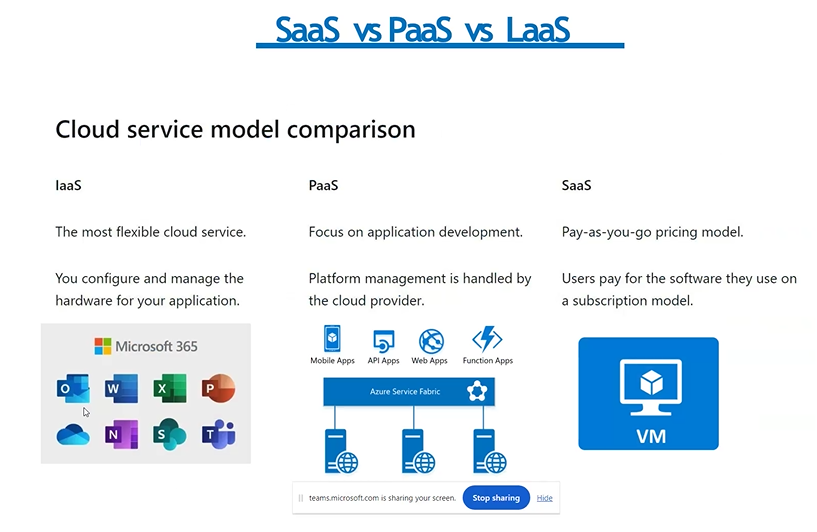 SaaS vs PaaS vs LaaS
Cloud service model comparison
IaaS
The most flexible cloud service.
You configure and manage the
hardware for your application.
Microsoft 365
O W X P
N S T
PaaS
Focus on application development.
Platform management is handled by
the cloud provider.
Mobile Apps API Apps Web Apps Function Apps
Azure Service Fabric
SaaS
Pay-as-you-go pricing model.
Users pay for the software they use on
a subscription model.
VM
teams.microsoft.com is sharing your screen. Stop sharing Hide